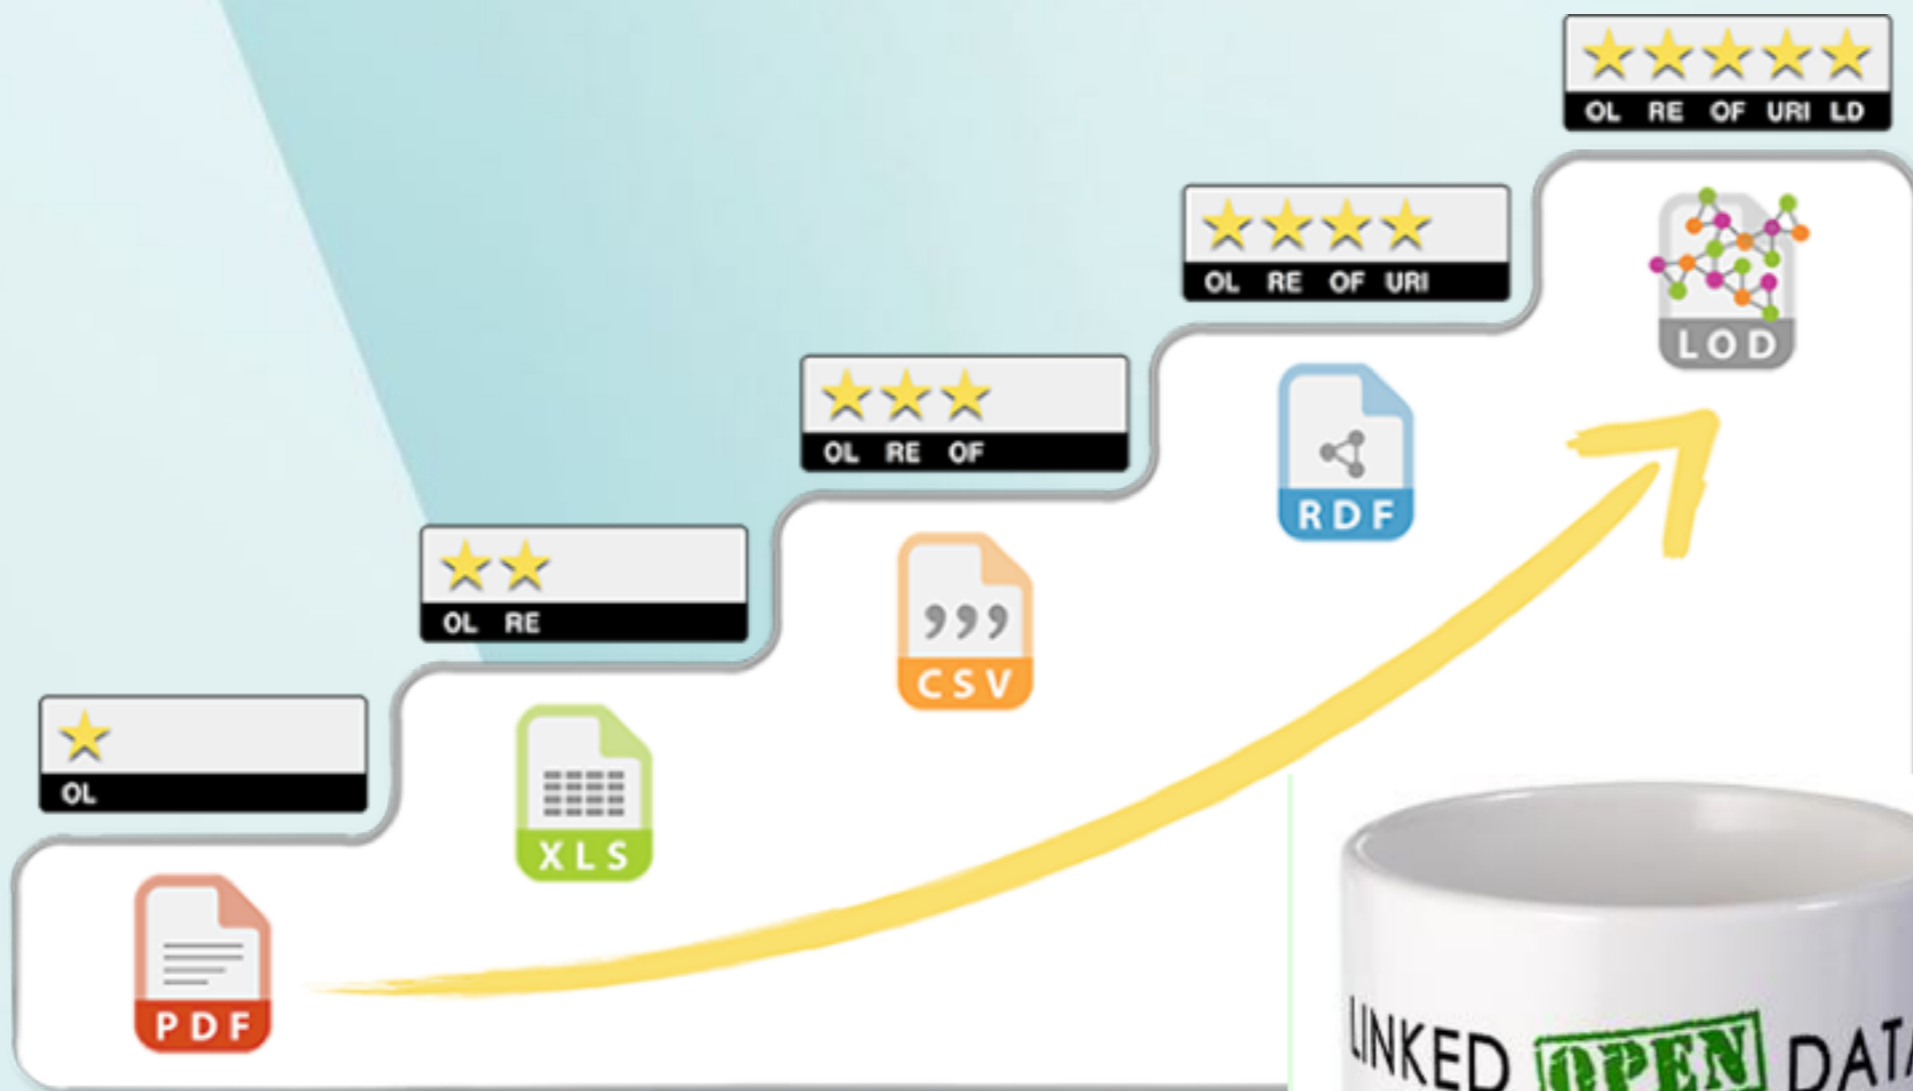 OL RE OF URI LD
LOD
OL RE OF URI
RDF
OL RE OF
CSV
OL RE
XLS
OL
PDF
LINKED OPEN DATA